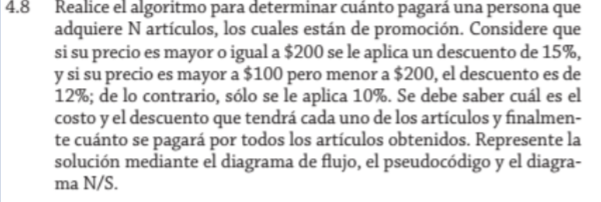 4.8 Realice el algoritmo para determinar cuánto pagará una persona que
adquiere N artículos, los cuales están de promoción. Considere que
si su precio es mayor o igual a $200 se le aplica un descuento de 15%,
y si su precio es mayor a $100 pero menor a $200, el descuento es de
12%; de lo contrario, sólo se le aplica 10%. Se debe saber cuál es el
costo y el descuento que tendrá cada uno de los artículos y finalmen-
te cuánto se pagará por todos los artículos obtenidos. Represente la
solución mediante el diagrama de flujo, el pseudocódigo y el diagra-
ma N/S.